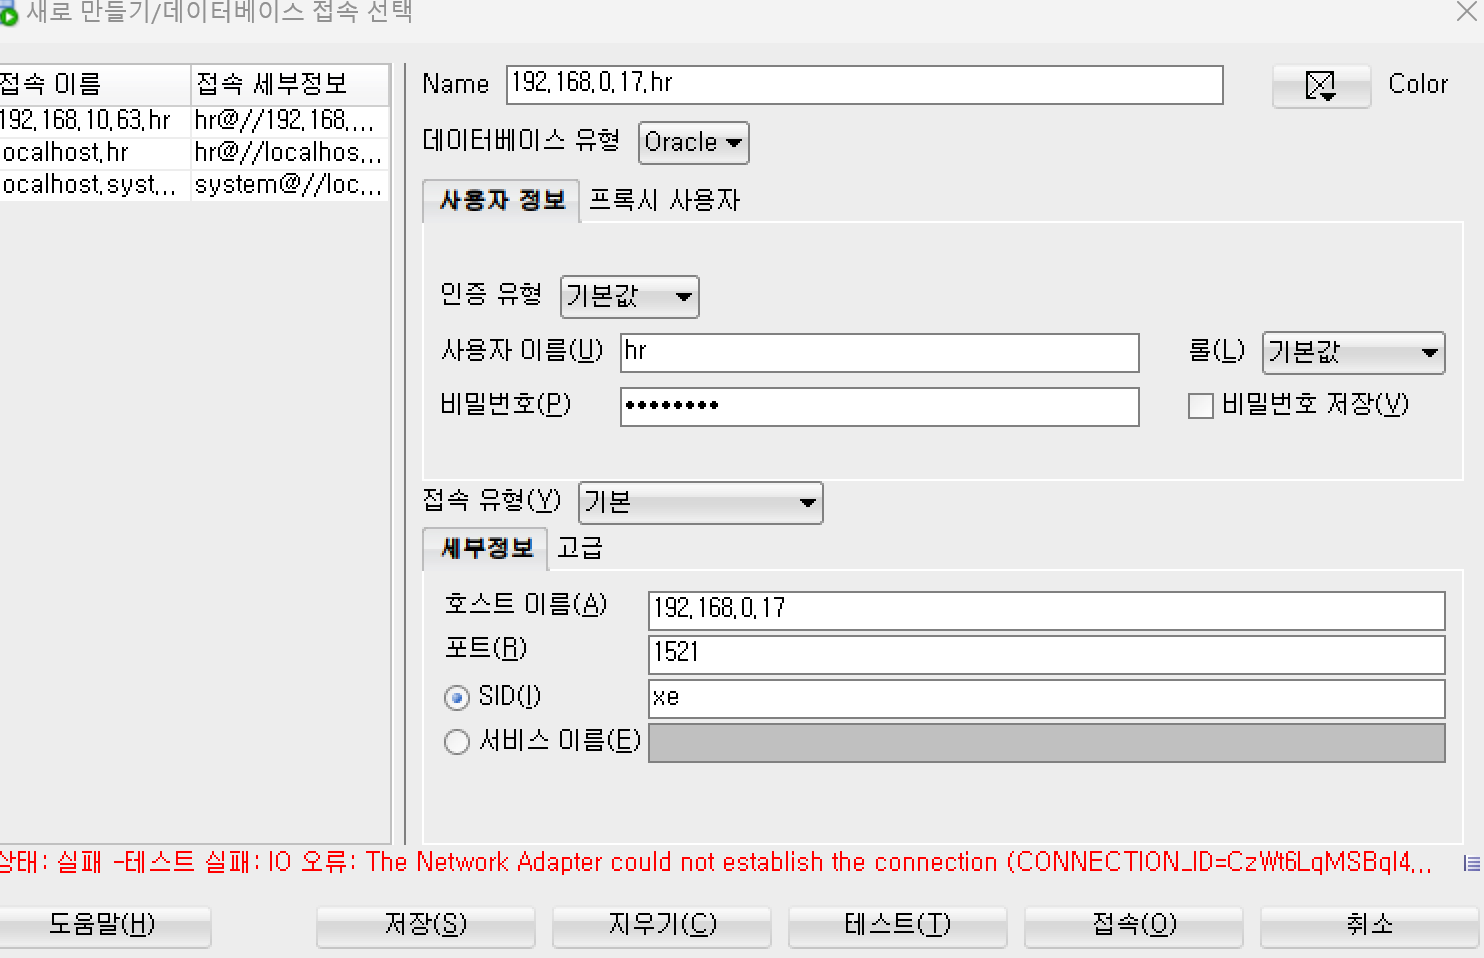 새로 만들기/데이터베이스 접속 선택
접속 이름 접속 세부정보
192.168.10.63.hr hr@//192.168....
localhost.hr hr@//localhos...
localhost.syst... system@//loc...
Name 192.168.0.17.hr Color
데이터베이스 유형 Oracle
사용자 정보 프록시 사용자
인증 유형 기본값
사용자 이름(U) hr 롤(L) 기본값
비밀번호(P) •••••••• 비밀번호 저장(V)
접속 유형(Y) 기본
세부정보 고급
호스트 이름(A) 192.168.0.17
포트(R) 1521
SID(I) xe
서비스 이름(E)
상태: 실패 -테스트 실패: IO 오류: The Network Adapter could not establish the connection (CONNECTION_ID=CzWt6LqMSBqI4...
도움말(H) 저장(S) 지우기(C) 테스트(T) 접속(O) 취소